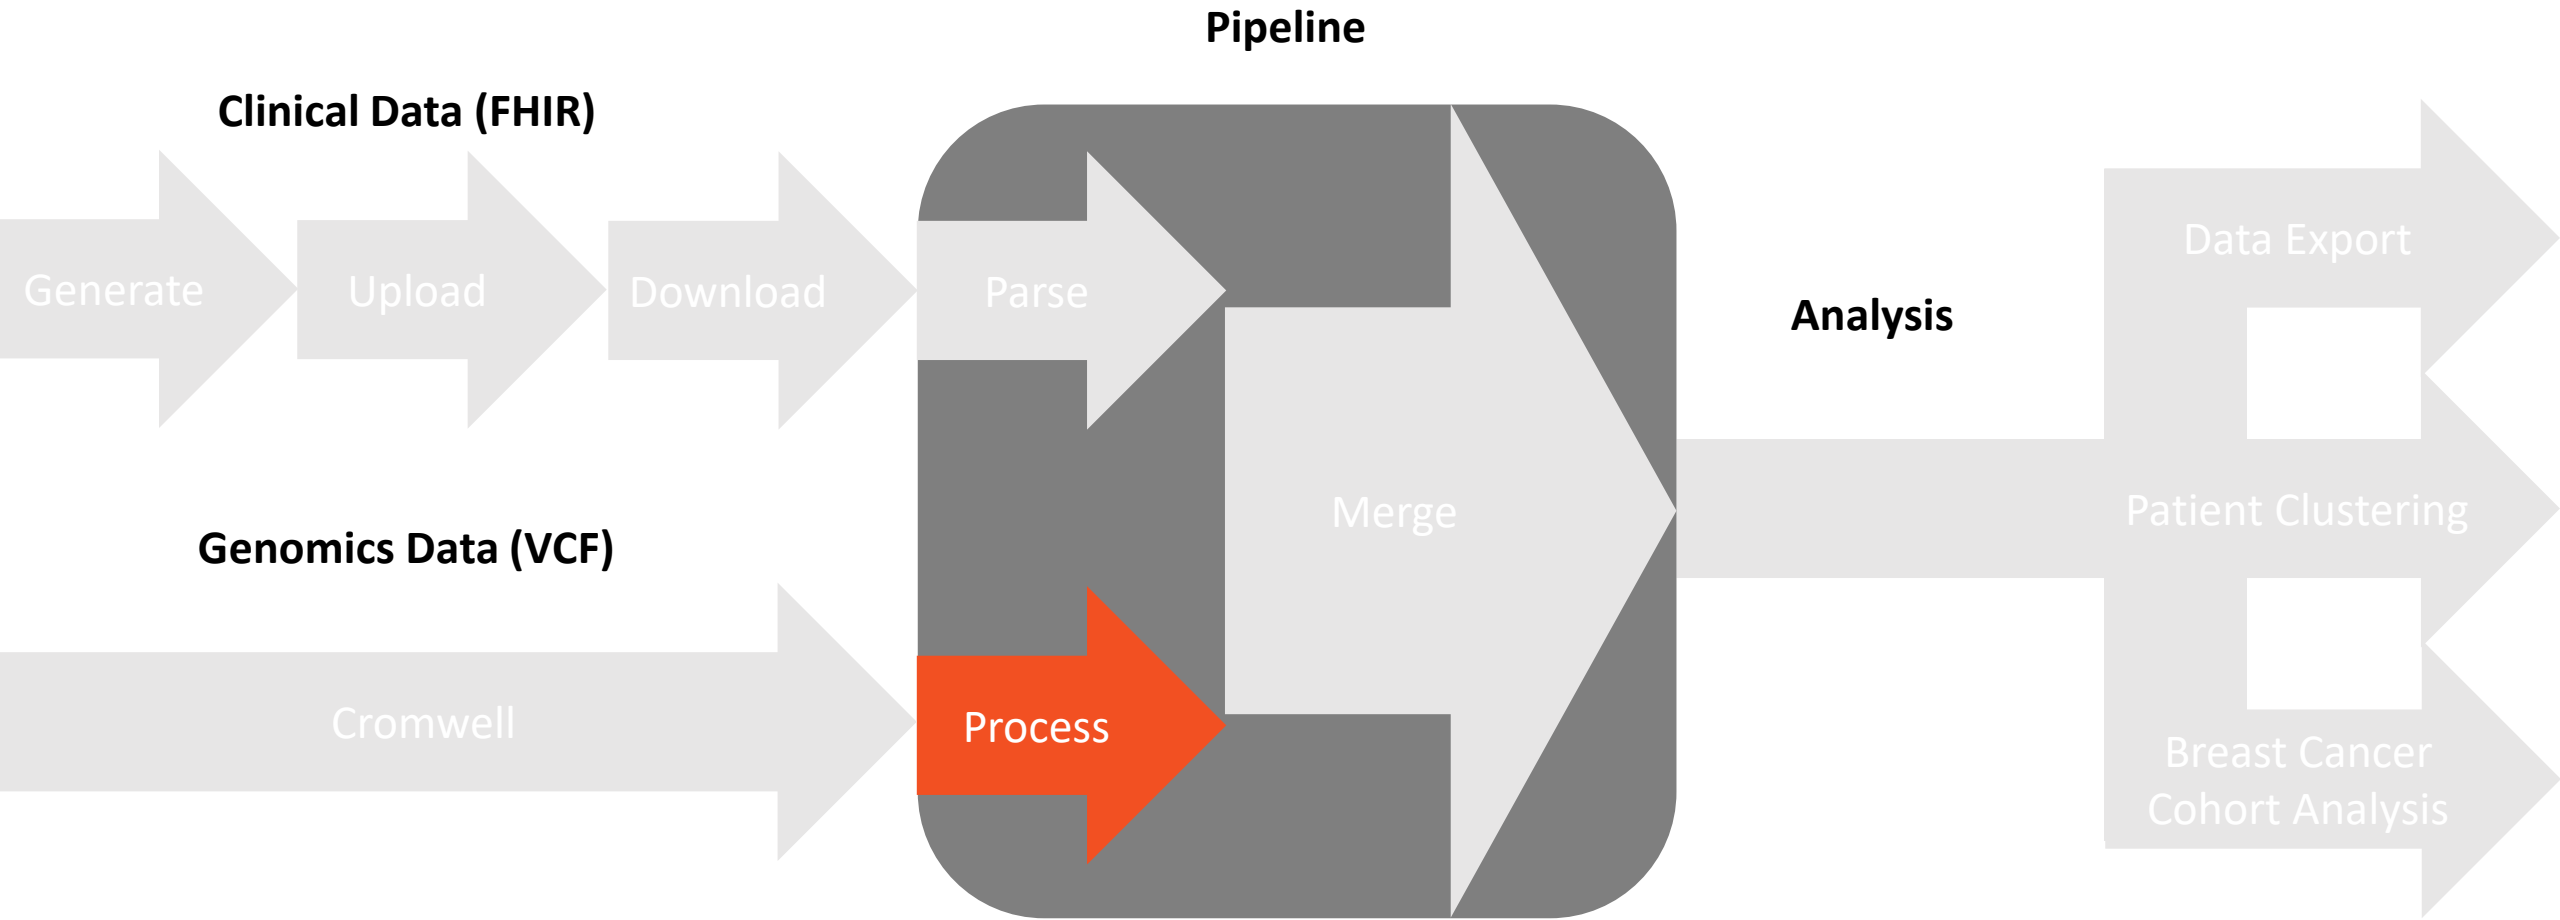 Pipeline
Clinical Data (FHIR)
Generate
Upload
Download
Parse
Genomics Data (VCF)
Cromwell
Process
Merge
Analysis
Data Export
Patient Clustering
Breast Cancer
Cohort Analysis